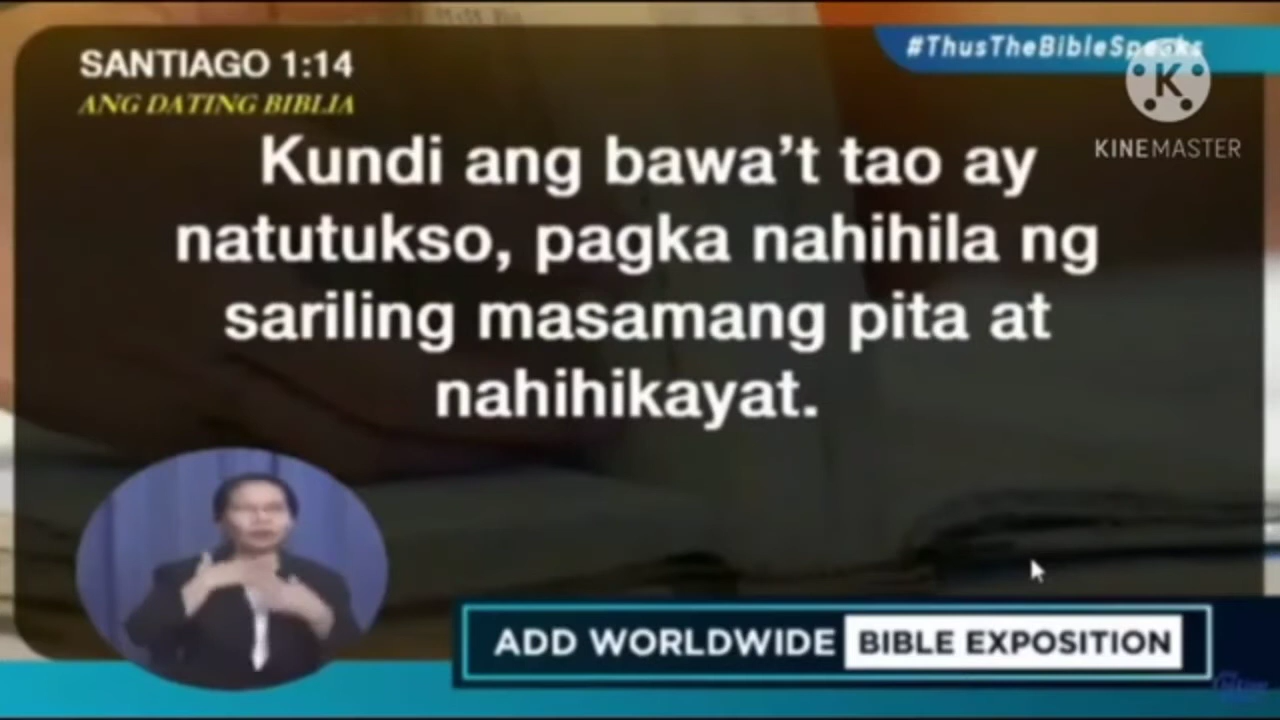 SANTIAGO 1:14
ANG DATING BIBLIA
#ThusTheBibleSpeaks
KINEMASTER
Kundi ang bawa't tao ay
natutukso, pagka nahihila ng
sariling masamang pita at
nahihikayat.
ADD WORLDWIDE BIBLE EXPOSITION